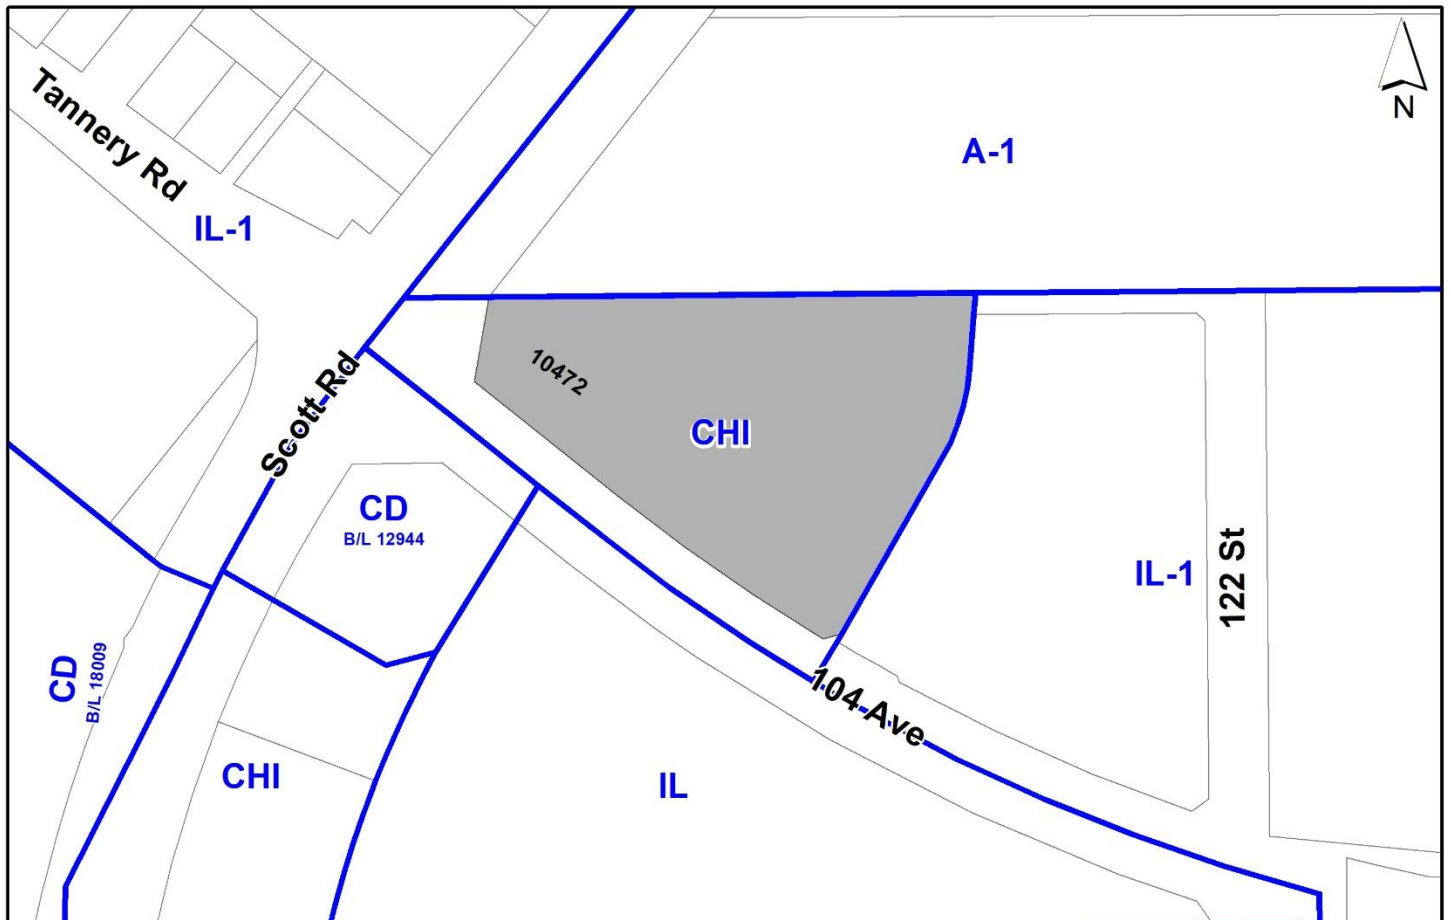 Tannery Rd
N
A-1
IL-1
10472
Scott Rd
CHI
CD
B/L 12944
IL-1
122 St
CD
B/L 18009
104 Ave
CHI
IL